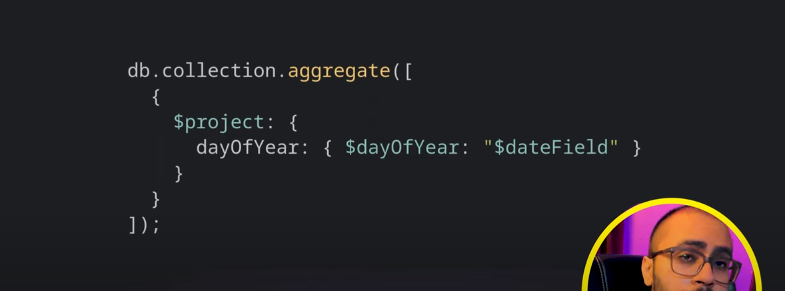 db.collection.aggregate([
{
$project: {
dayOfYear: { $dayOfYear: "$dateField" }
}
}
]);